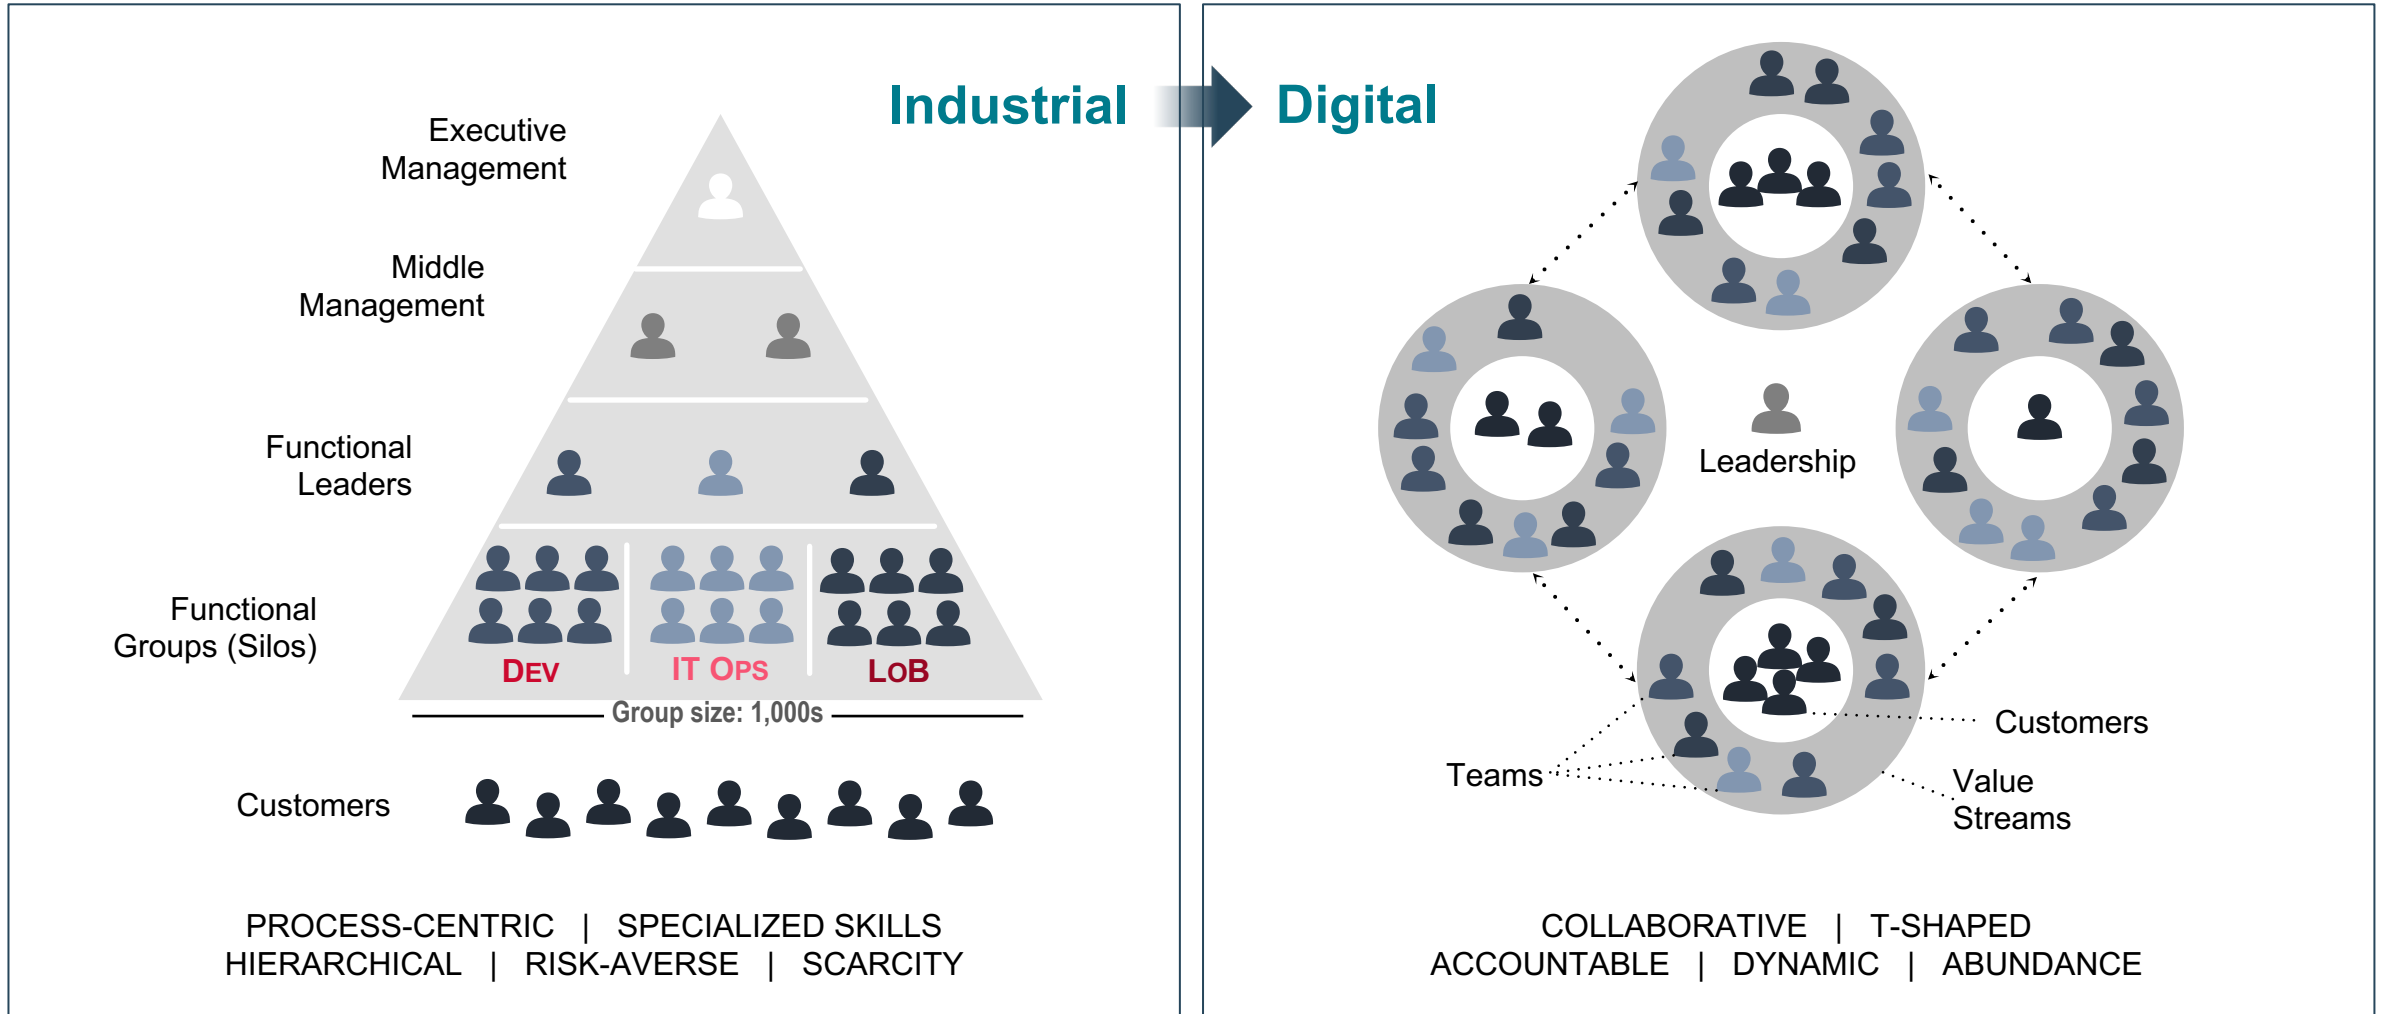 Industrial
Executive
Management
Middle
Management
Functional
Leaders
Functional
Groups (Silos)
DEV
IT OPS
LOB
Group size: 1,000s
Customers
PROCESS-CENTRIC | SPECIALIZED SKILLS
HIERARCHICAL | RISK-AVERSE | SCARCITY
Digital
Leadership
Customers
Teams
Value
Streams
COLLABORATIVE | T-SHAPED
ACCOUNTABLE | DYNAMIC | ABUNDANCE